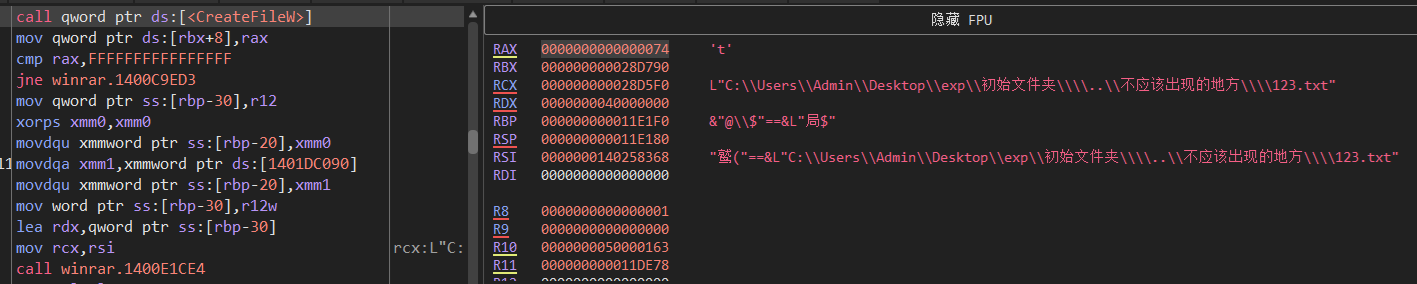 call qword ptr ds:[<CreateFileW>]
mov qword ptr ds:[rbx+8],rax
cmp rax,FFFFFFFFFFFFFFFF
jne winrar.1400C9ED3
mov qword ptr ss:[rbp-30],r12
xorps xmm0,xmm0
movdqu xmmword ptr ss:[rbp-20],xmm0
movdqa xmm1,xmmword ptr ds:[1401DC090]
movdqu xmmword ptr ss:[rbp-20],xmm1
mov word ptr ss:[rbp-30],r12w
lea rdx,qword ptr ss:[rbp-30]
mov rcx,rsi rcx:L"C:
call winrar.1400E1CE4
隐藏 FPU
RAX 0000000000000074 't'
RBX 000000000028D790
RCX 000000000028D5F0 L"C:\\Users\\Admin\\Desktop\\exp\\初始文件夹\\\\..\\不应该出现的地方\\\\123.txt"
RDX 0000000040000000
RBP 000000000011E1F0 &"@\\$"==&L"局$"
RSP 000000000011E180
RSI 0000000140258368 "("==&L"C:\\Users\\Admin\\Desktop\\exp\\初始文件夹\\\\..\\不应该出现的地方\\\\123.txt"
RDI 0000000000000000
R8 0000000000000001
R9 0000000000000000
R10 0000000050000163
R11 000000000011DE78